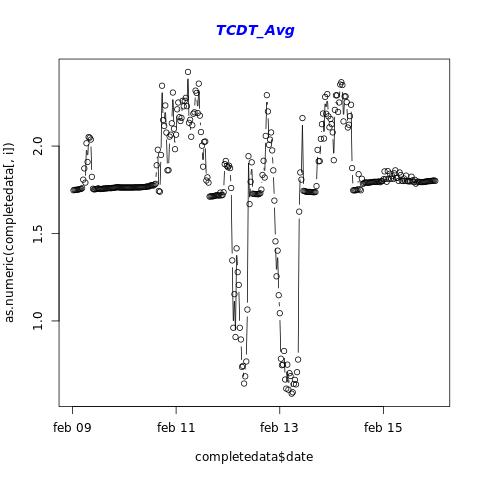 TCDT_Avg
as.numeric(completedata[, i])
2.0
1.5
1.0
feb 09
feb 11
feb 13
feb 15
completedata$date